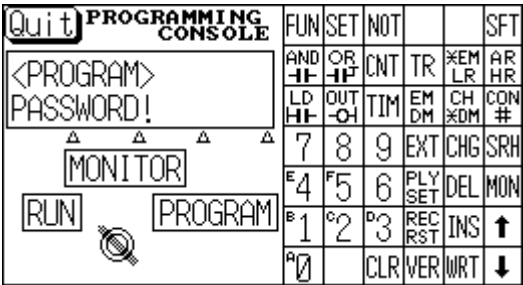 Quit PROGRAMMING
CONSOLE
<PROGRAM>
PASSWORD!
MONITOR
RUN PROGRAM
FUN SET NOT SFT
AND OR CNT TR ※EM LR AR HR
LD OUT TIM EM DM CH ※DM CON #
7 8 9 EXT CHG SRH
E4 F5 6 PLY SET DEL MON
B1 C2 D3 REC RST INS ↑
A0 CLR VER WRT ↓